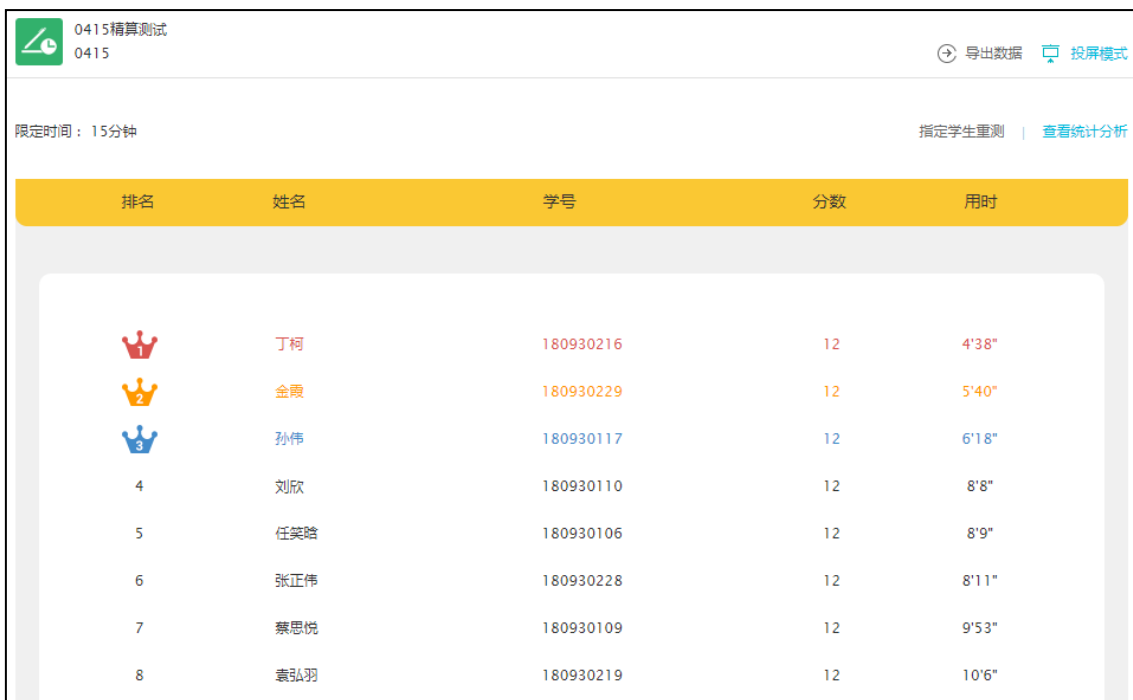 0415精算测试
0415
导出数据 投屏模式
限定时间： 15分钟 指定学生重测 | 查看统计分析
排名 姓名 学号 分数 用时
1 丁柯 180930216 12 4'38"
2 金霞 180930229 12 5'40"
3 孙伟 180930117 12 6'18"
4 刘欣 180930110 12 8'8"
5 任笑晗 180930106 12 8'9"
6 张正伟 180930228 12 8'11"
7 蔡思悦 180930109 12 9'53"
8 袁弘羽 180930219 12 10'6"